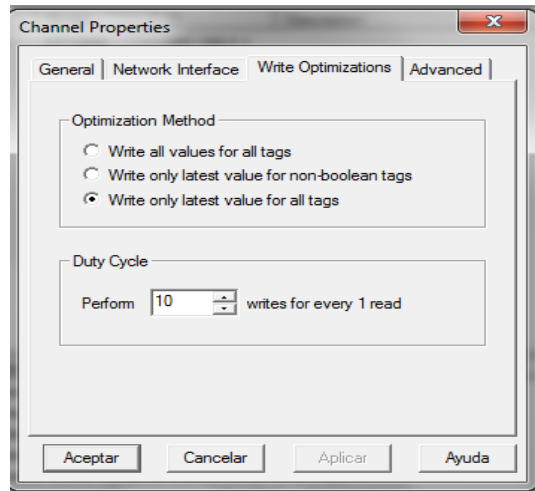 Channel Properties
General Network Interface Write Optimizations Advanced
Optimization Method
Write all values for all tags
Write only latest value for non-boolean tags
Write only latest value for all tags
Duty Cycle
Perform 10 writes for every 1 read
Aceptar Cancelar Aplicar Ayuda